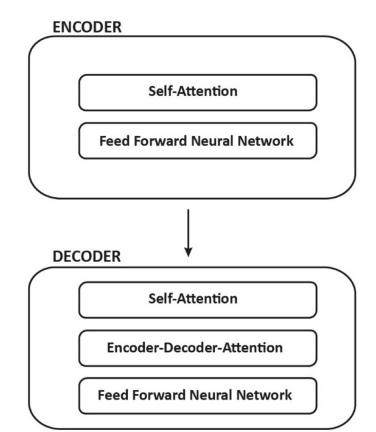 ENCODER
Self-Attention
Feed Forward Neural Network
DECODER
Self-Attention
Encoder-Decoder-Attention
Feed Forward Neural Network